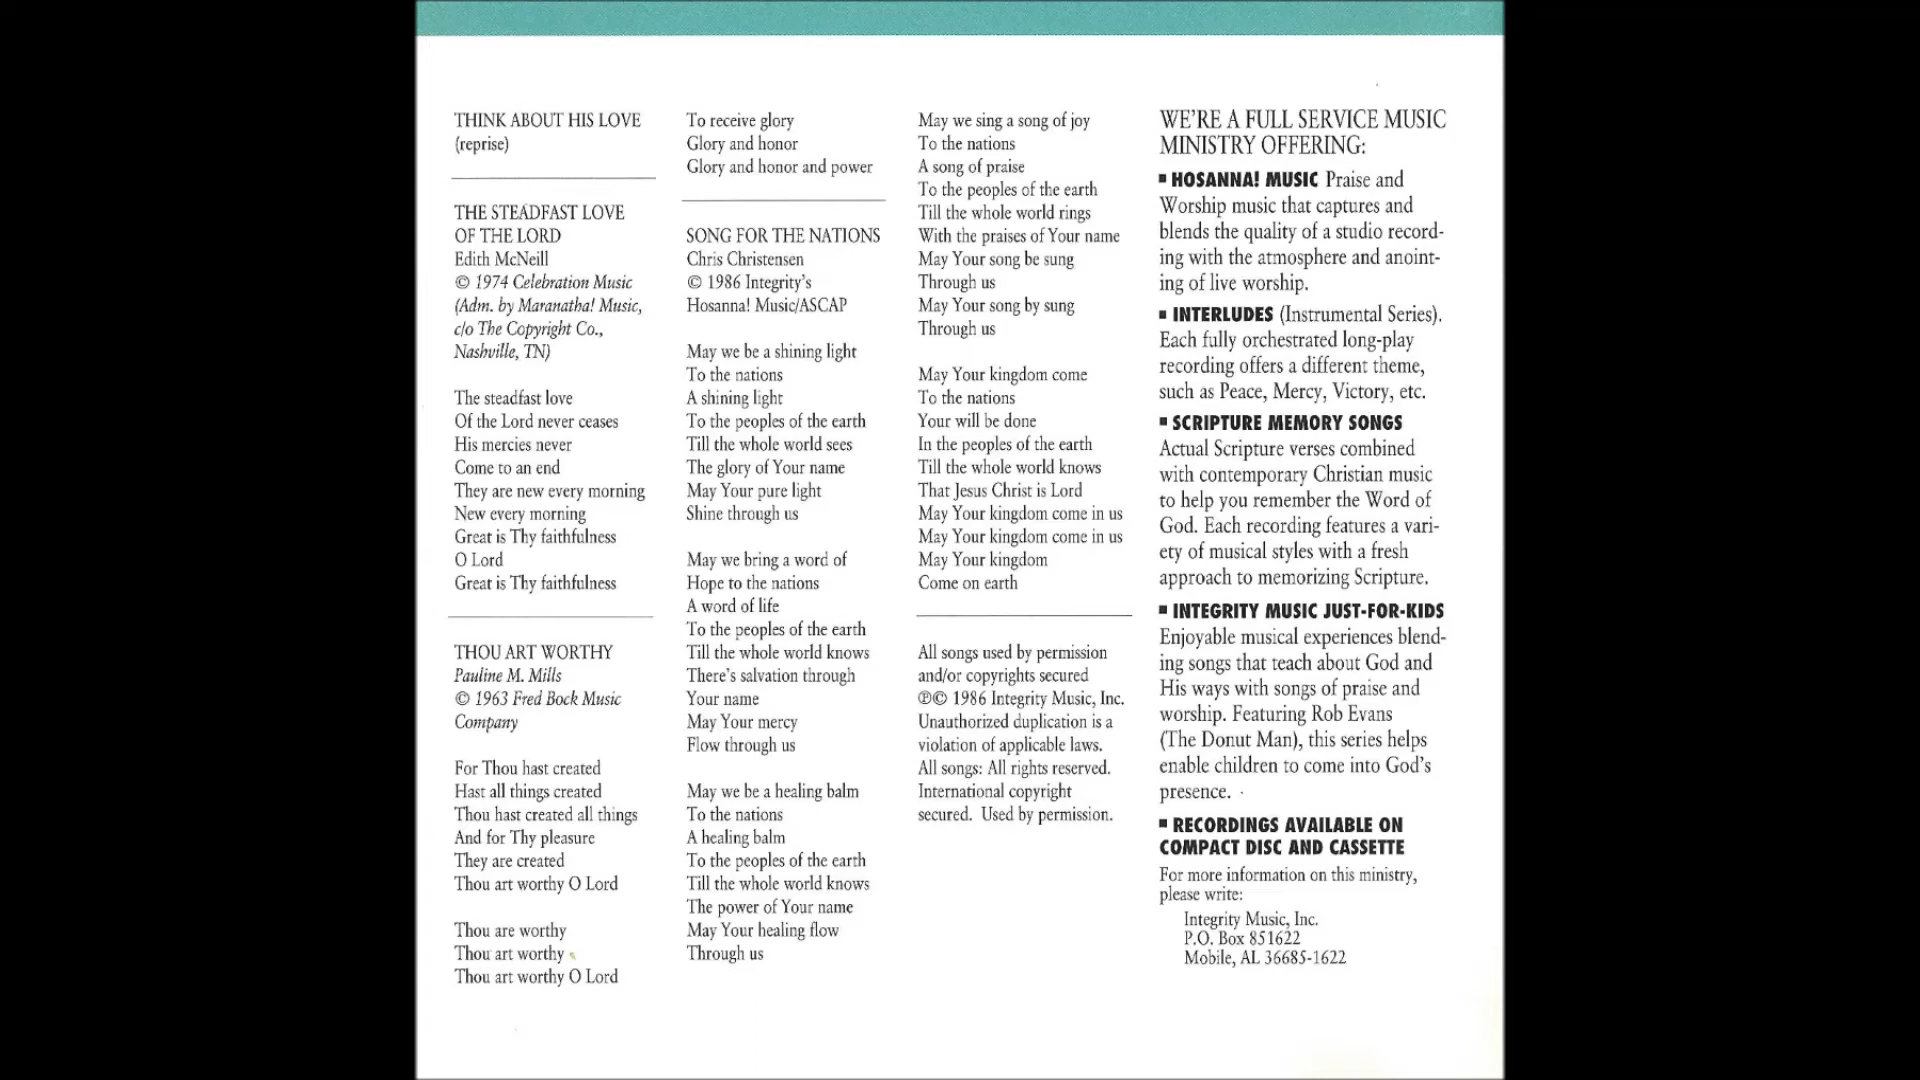 THINK ABOUT HIS LOVE
(reprise)
THE STEADFAST LOVE
OF THE LORD
Edith McNeill
© 1974 Celebration Music
(Adm. by Maranatha! Music,
c/o The Copyright Co.,
Nashville, TN)
The steadfast love
Of the Lord never ceases
His mercies never
Come to an end
They are new every morning
New every morning
Great is Thy faithfulness
O Lord
Great is Thy faithfulness
THOU ART WORTHY
Pauline M. Mills
© 1963 Fred Bock Music
Company
For Thou hast created
Hast all things created
Thou hast created all things
And for Thy pleasure
They are created
Thou art worthy O Lord
Thou are worthy
Thou art worthy
Thou art worthy O Lord
To receive glory
Glory and honor
Glory and honor and power
SONG FOR THE NATIONS
Chris Christensen
© 1986 Integrity's
Hosanna! Music/ASCAP
May we be a shining light
To the nations
A shining light
To the peoples of the earth
Till the whole world sees
The glory of Your name
May Your pure light
Shine through us
May we bring a word of
Hope to the nations
A word of life
To the peoples of the earth
Till the whole world knows
There's salvation through
Your name
May Your mercy
Flow through us
May we be a healing balm
To the nations
A healing balm
To the peoples of the earth
Till the whole world knows
The power of Your name
May Your healing flow
Through us
May we sing a song of joy
To the nations
A song of praise
To the peoples of the earth
Till the whole world rings
With the praises of Your name
May Your song be sung
Through us
May Your song by sung
Through us
May Your kingdom come
To the nations
Your will be done
In the peoples of the earth
Till the whole world knows
That Jesus Christ is Lord
May Your kingdom come in us
May Your kingdom come in us
May Your kingdom
Come on earth
All songs used by permission
and/or copyrights secured
℗© 1986 Integrity Music, Inc.
Unauthorized duplication is a
violation of applicable laws.
All songs: All rights reserved.
International copyright
secured. Used by permission.
WE'RE A FULL SERVICE MUSIC
MINISTRY OFFERING:
▪ HOSANNA! MUSIC Praise and
Worship music that captures and
blends the quality of a studio record-
ing with the atmosphere and anoint-
ing of live worship.
▪ INTERLUDES (Instrumental Series).
Each fully orchestrated long-play
recording offers a different theme,
such as Peace, Mercy, Victory, etc.
▪ SCRIPTURE MEMORY SONGS
Actual Scripture verses combined
with contemporary Christian music
to help you remember the Word of
God. Each recording features a vari-
ety of musical styles with a fresh
approach to memorizing Scripture.
▪ INTEGRITY MUSIC JUST-FOR-KIDS
Enjoyable musical experiences blend-
ing songs that teach about God and
His ways with songs of praise and
worship. Featuring Rob Evans
(The Donut Man), this series helps
enable children to come into God's
presence.
▪ RECORDINGS AVAILABLE ON
COMPACT DISC AND CASSETTE
For more information on this ministry,
please write:
Integrity Music, Inc.
P.O. Box 851622
Mobile, AL 36685-1622